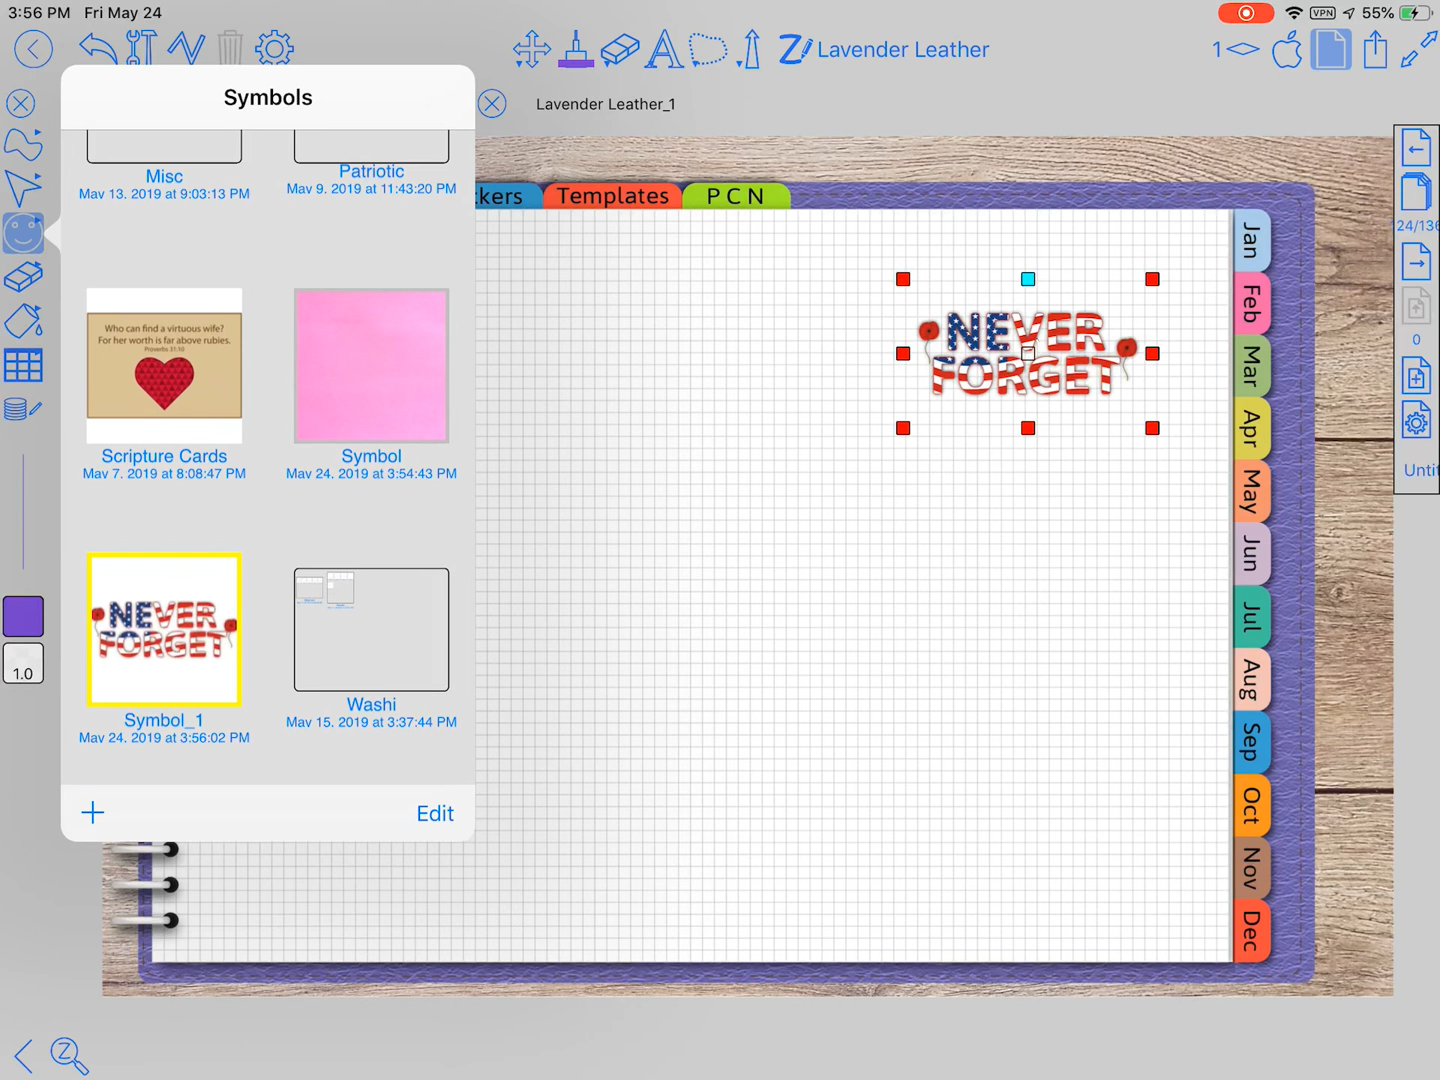 3:56 PM Fri May 24
VPN 55%
Lavender Leather
1
Symbols
Lavender Leather_1
Misc
May 13, 2019 at 9:03:13 PM
Patriotic
May 9, 2019 at 11:43:20 PM
kers
Templates
P C N
Who can find a virtuous wife?
For her worth is far above rubies.
Proverbs 31:10
Scripture Cards
May 7, 2019 at 8:08:47 PM
Symbol
May 24, 2019 at 3:54:43 PM
NEVER
FORGET
Symbol_1
May 24, 2019 at 3:56:02 PM
Washi
May 15, 2019 at 3:37:44 PM
Edit
1.0
NEVER
FORGET
Jan
Feb
Mar
Apr
May
Jun
Jul
Aug
Sep
Oct
Nov
Dec
24/136
0
Unti
Z